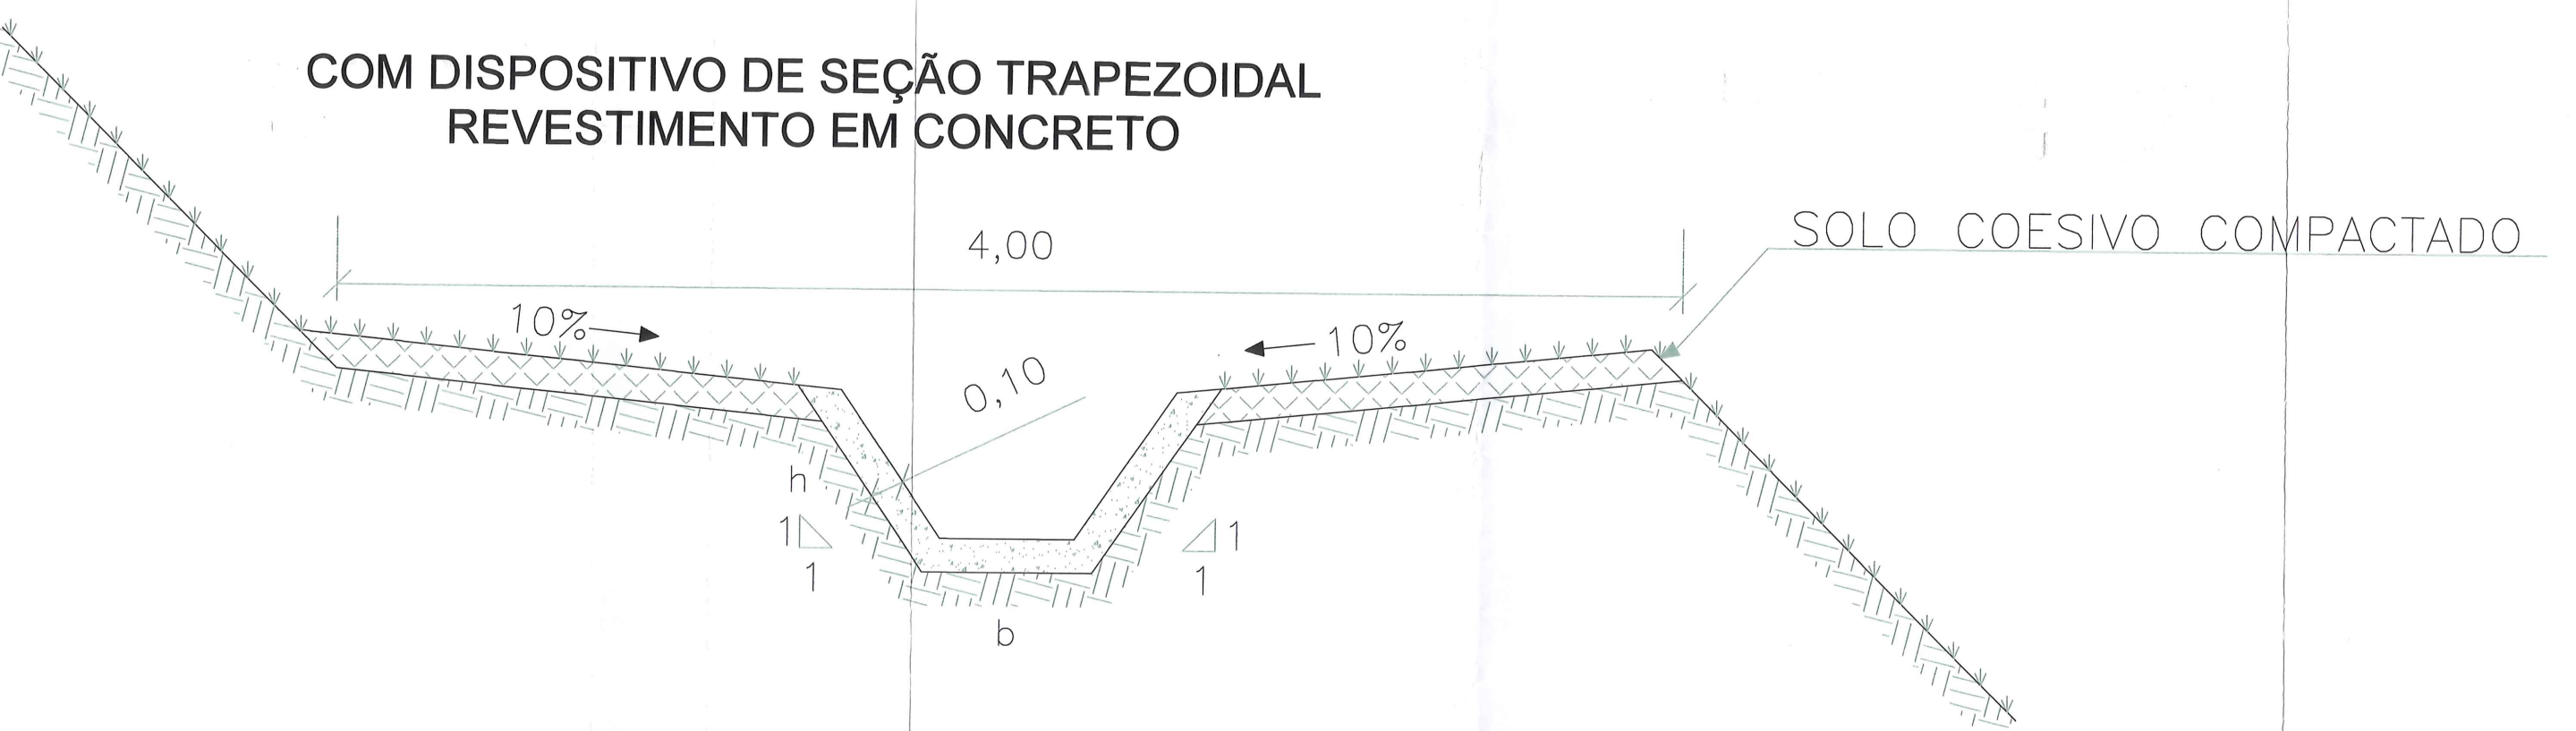 COM DISPOSITIVO DE SEÇÃO TRAPEZOIDAL
REVESTIMENTO EM CONCRETO
SOLO COESIVO COMPACTADO
4,00
10%
10%
0,10
h
1
1
1
1
b